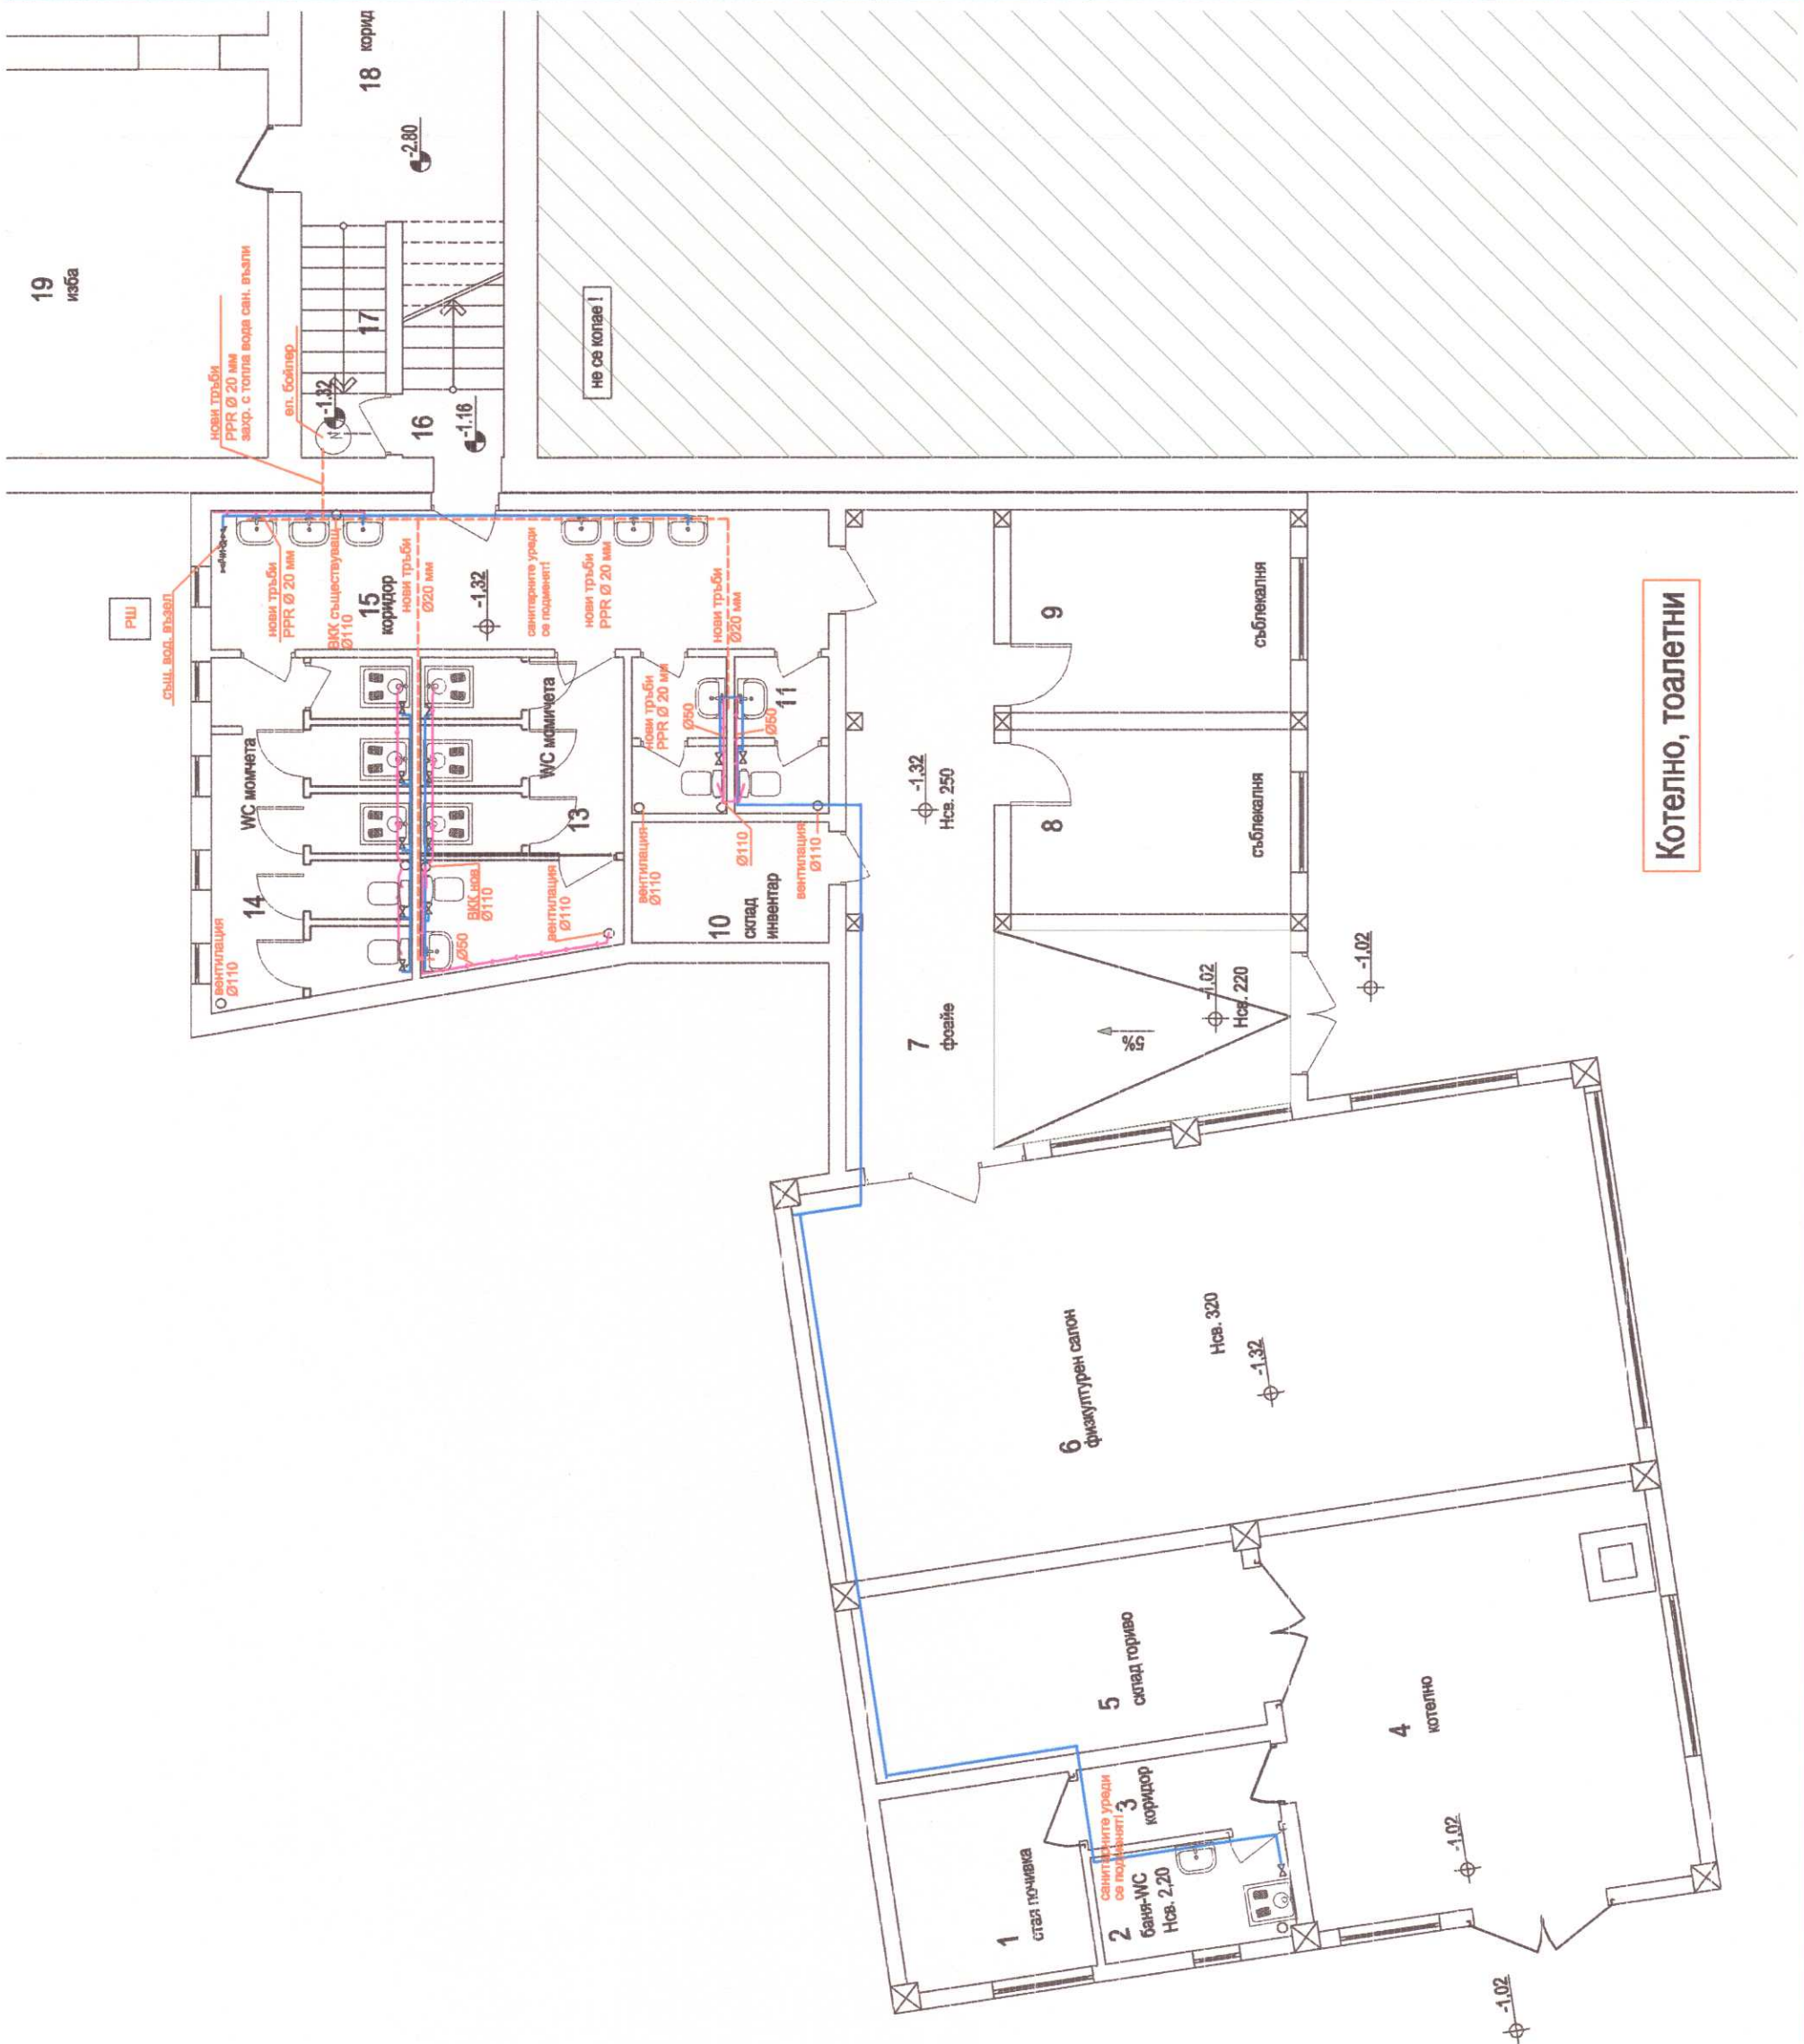 19
изба
18 корид
-2.80
нови тръби
PPR Ø 20 мм
захр. с топла вода сан. възли
ел. бойлер
17
-1.32
16
-1.16
не се копае !
РШ
същ. вод. възел
нови тръби
PPR Ø 20 мм
ВКК съществуващ
Ø110
15
коридор
нови тръби
Ø20 мм
-1.32
санитарните уреди
се подменят!
нови тръби
PPR Ø 20 мм
нови тръби
Ø20 мм
WC момчета
14
вентилация
Ø110
WC момичета
13
ВКК нов
Ø110
Ø50
вентилация
Ø110
нови тръби
PPR Ø 20 мм
Ø50
Ø50
11
вентилация
Ø110
Ø110
вентилация
Ø110
10
склад
инвентар
-1.32
Нсв. 250
9
съблекалня
8
съблекалня
7
фоайе
5%
-1.02
Нсв. 220
-1.02
Котелно, тоалетни
6
физкултурен салон
Нсв. 320
-1.32
5
склад гориво
4
котелно
3
коридор
санитарните уреди
се подменят!
2
баня-WC
Нсв. 2,20
1
стая почивка
-1.02
-1.02